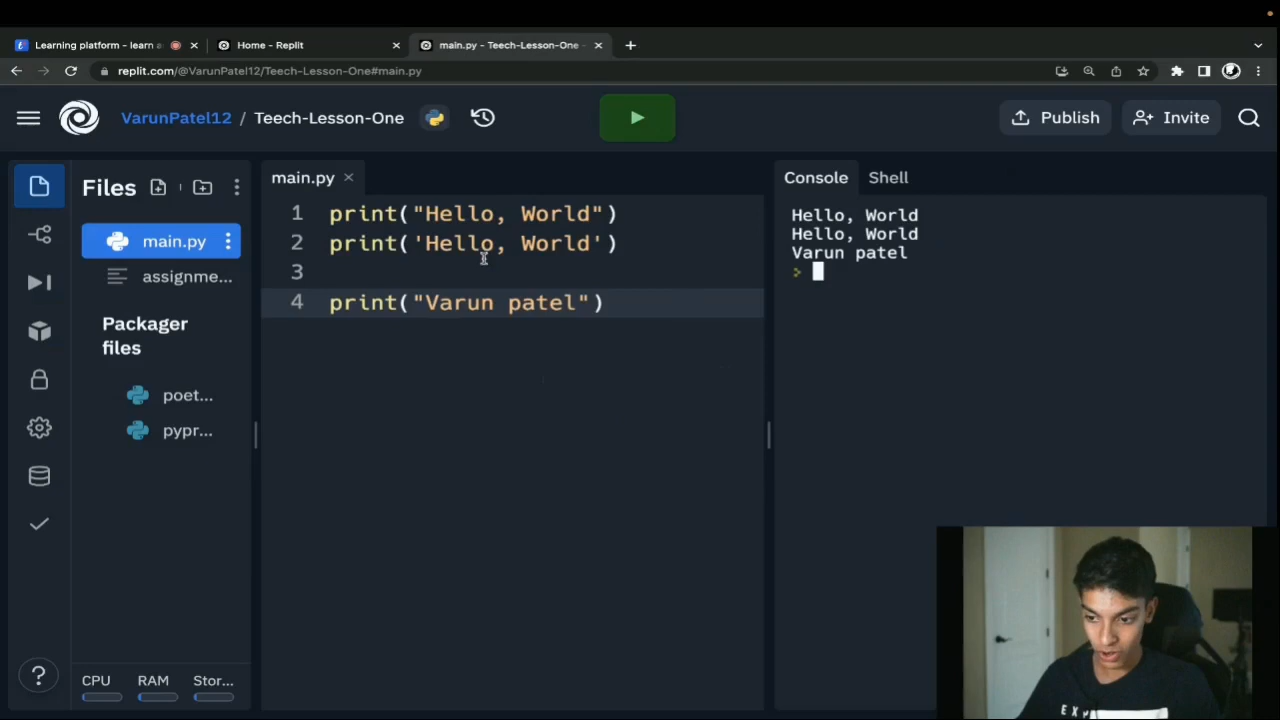 Learning platform - learn a
Home - Replit
main.py - Teech-Lesson-One -
replit.com/@VarunPatel12/Teech-Lesson-One#main.py
VarunPatel12 / Teech-Lesson-One
Publish
Invite
Files
main.py
assignme...
Packager
files
poet...
pypr...
CPU RAM Stor...
main.py
1 print("Hello, World")
2 print('Hello, World')
3
4 print("Varun patel")
Console Shell
Hello, World
Hello, World
Varun patel
>
EXP